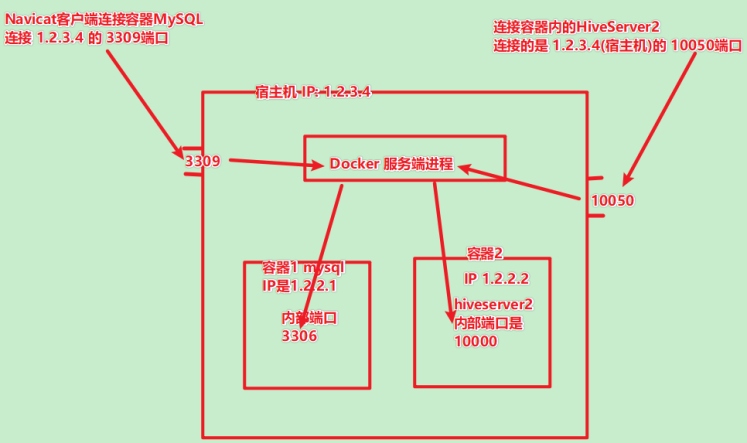 Navicat客户端连接容器MySQL
连接 1.2.3.4 的 3309端口
连接容器内的HiveServer2
连接的是 1.2.3.4(宿主机)的 10050端口
宿主机 IP: 1.2.3.4
3309
Docker 服务端进程
10050
容器1 mysql
IP是1.2.2.1
内部端口
3306
容器2
IP 1.2.2.2
hiveserver2
内部端口是
10000